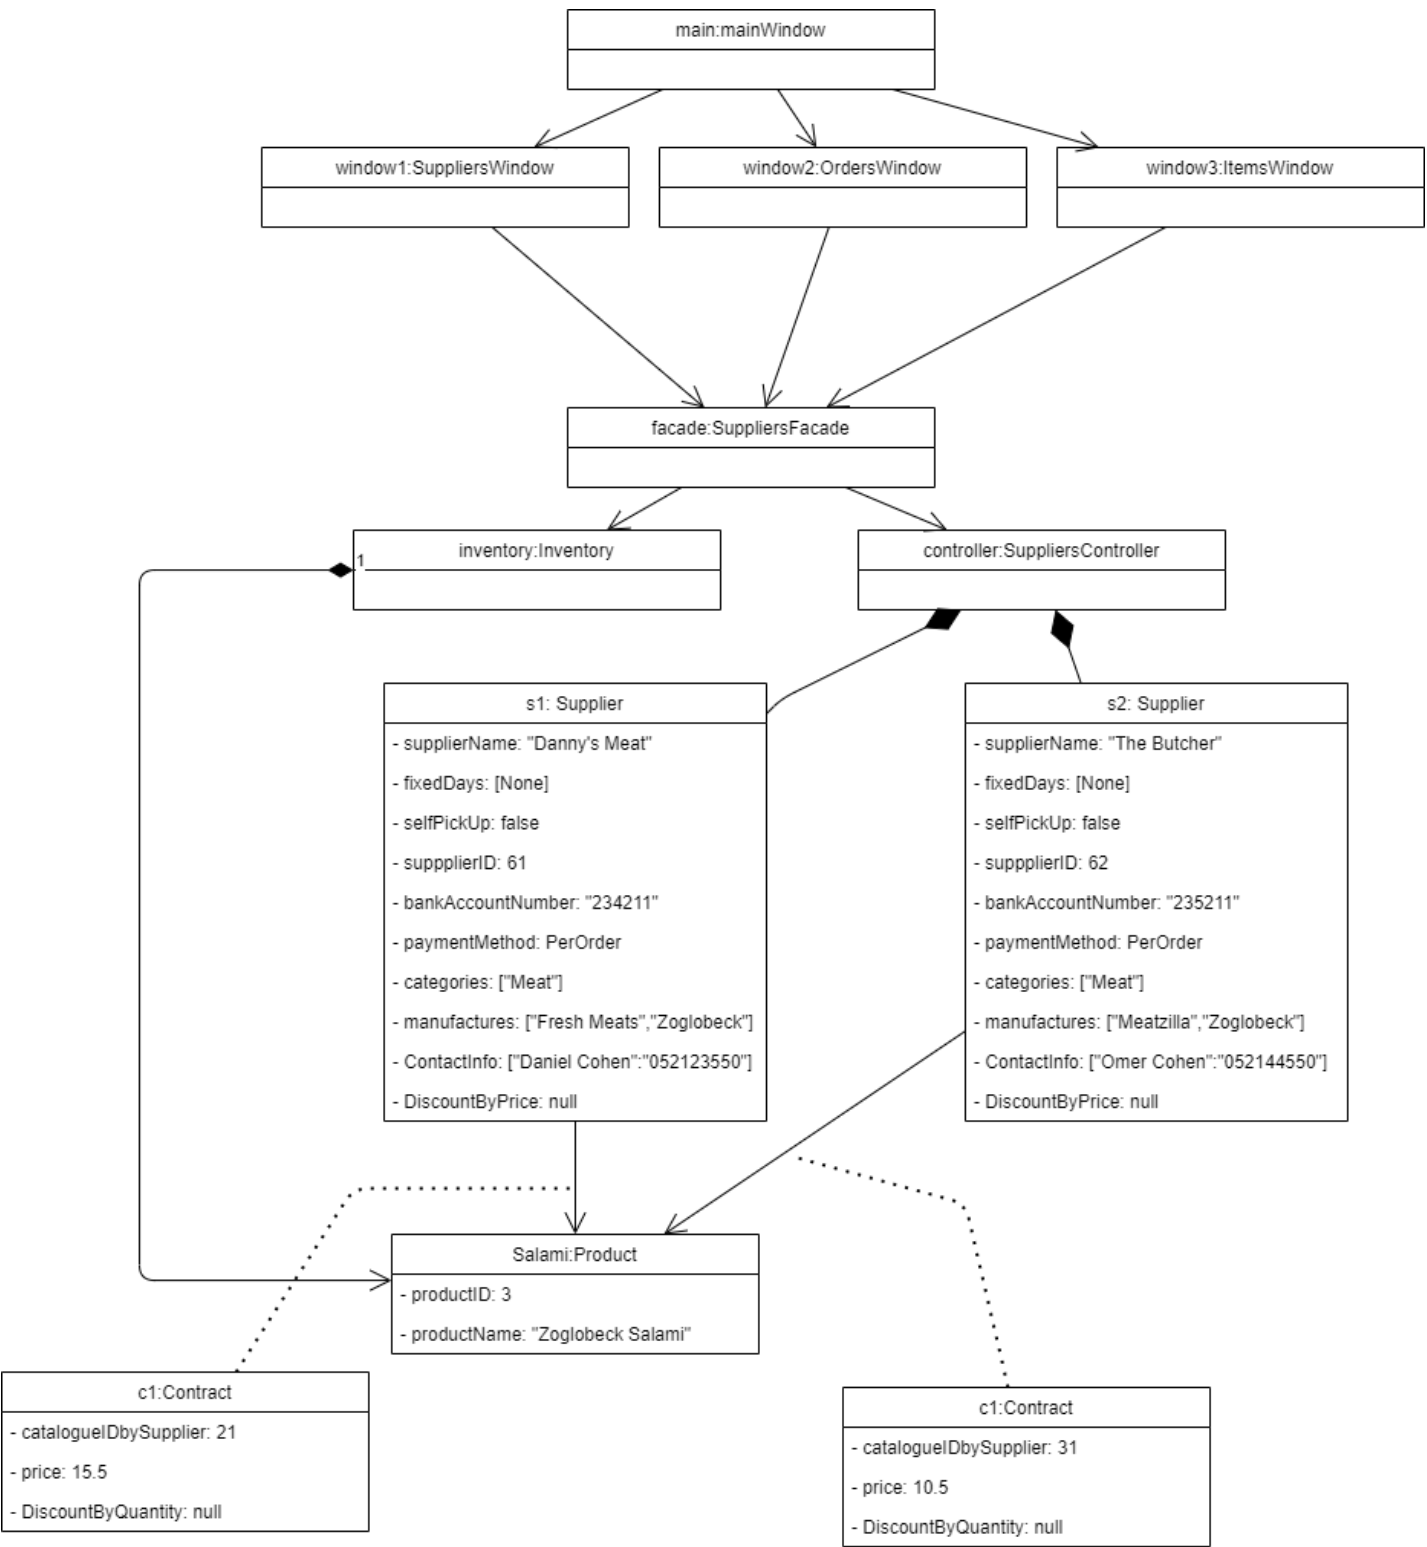 main:mainWindow
window1:SuppliersWindow
window2:OrdersWindow
window3:ItemsWindow
facade:SuppliersFacade
inventory:Inventory
1
controller:SuppliersController
s1: Supplier
- supplierName: "Danny's Meat"
- fixedDays: [None]
- selfPickUp: false
- suppplierID: 61
- bankAccountNumber: "234211"
- paymentMethod: PerOrder
- categories: ["Meat"]
- manufactures: ["Fresh Meats","Zoglobeck"]
- ContactInfo: ["Daniel Cohen":"052123550"]
- DiscountByPrice: null
s2: Supplier
- supplierName: "The Butcher"
- fixedDays: [None]
- selfPickUp: false
- suppplierID: 62
- bankAccountNumber: "235211"
- paymentMethod: PerOrder
- categories: ["Meat"]
- manufactures: ["Meatzilla","Zoglobeck"]
- ContactInfo: ["Omer Cohen":"052144550"]
- DiscountByPrice: null
Salami:Product
- productID: 3
- productName: "Zoglobeck Salami"
c1:Contract
- catalogueIDbySupplier: 21
- price: 15.5
- DiscountByQuantity: null
c1:Contract
- catalogueIDbySupplier: 31
- price: 10.5
- DiscountByQuantity: null